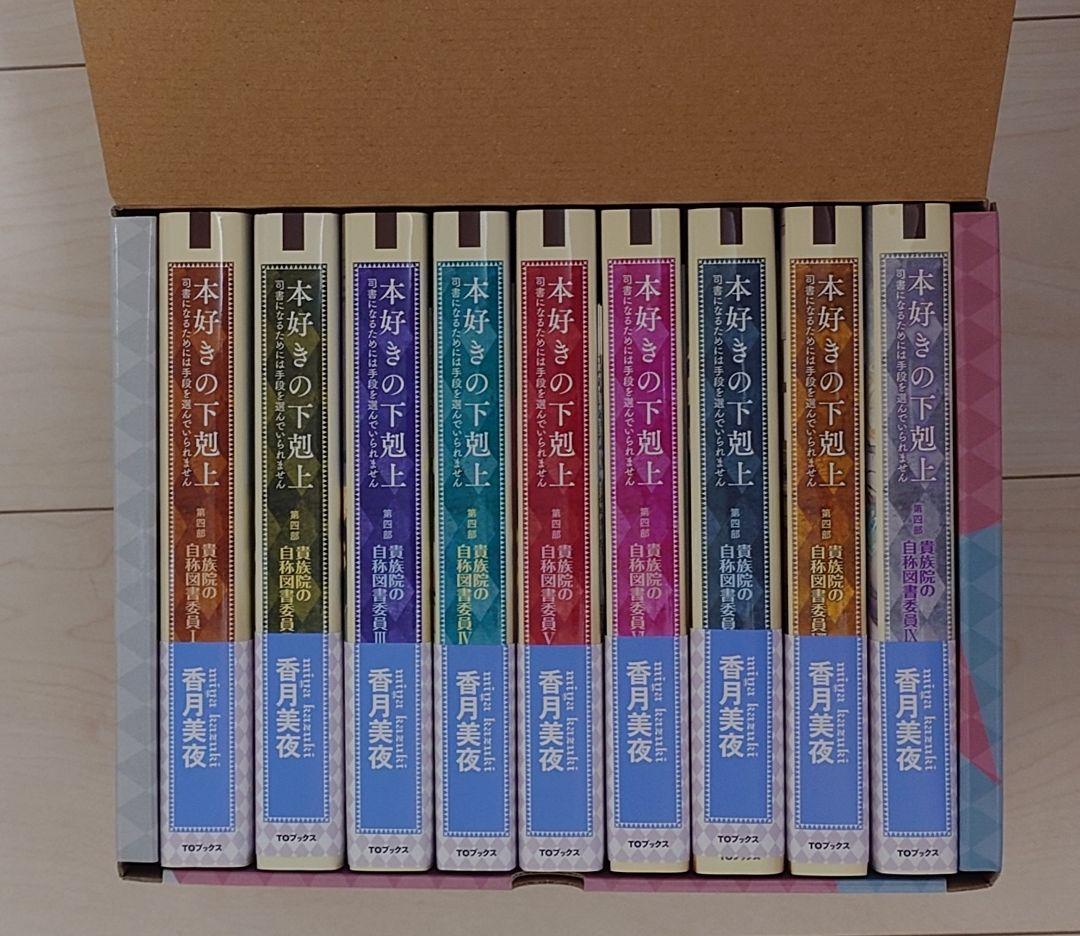 本好きの下剋上
司書になるためには手段を選んでいられません
第四部
貴族院の
自称図書委員 I
miya kazuki
香月美夜
TOブックス
本好きの下剋上
司書になるためには手段を選んでいられません
第四部
貴族院の
自称図書委員
miya kazuki
香月美夜
TOブックス
本好きの下剋上
司書になるためには手段を選んでいられません
第四部
貴族院の
自称図書委員 III
miya kazuki
香月美夜
TOブックス
本好きの下剋上
司書になるためには手段を選んでいられません
第四部
貴族院の
自称図書委員 IV
miya kazuki
香月美夜
TOブックス
本好きの下剋上
司書になるためには手段を選んでいられません
第四部
貴族院の
自称図書委員 V
miya kazuki
香月美夜
TOブックス
本好きの下剋上
司書になるためには手段を選んでいられません
第四部
貴族院の
自称図書委員
miya kazuki
香月美夜
TOブックス
本好きの下剋上
司書になるためには手段を選んでいられません
第四部
貴族院の
自称図書委員
miya kazuki
香月美夜
TOブックス
本好きの下剋上
司書になるためには手段を選んでいられません
第四部
貴族院の
自称図書委員
miya kazuki
香月美夜
TOブックス
本好きの下剋上
司書になるためには手段を選んでいられません
第四部
貴族院の
自称図書委員 IX
miya kazuki
香月美夜
TOブックス